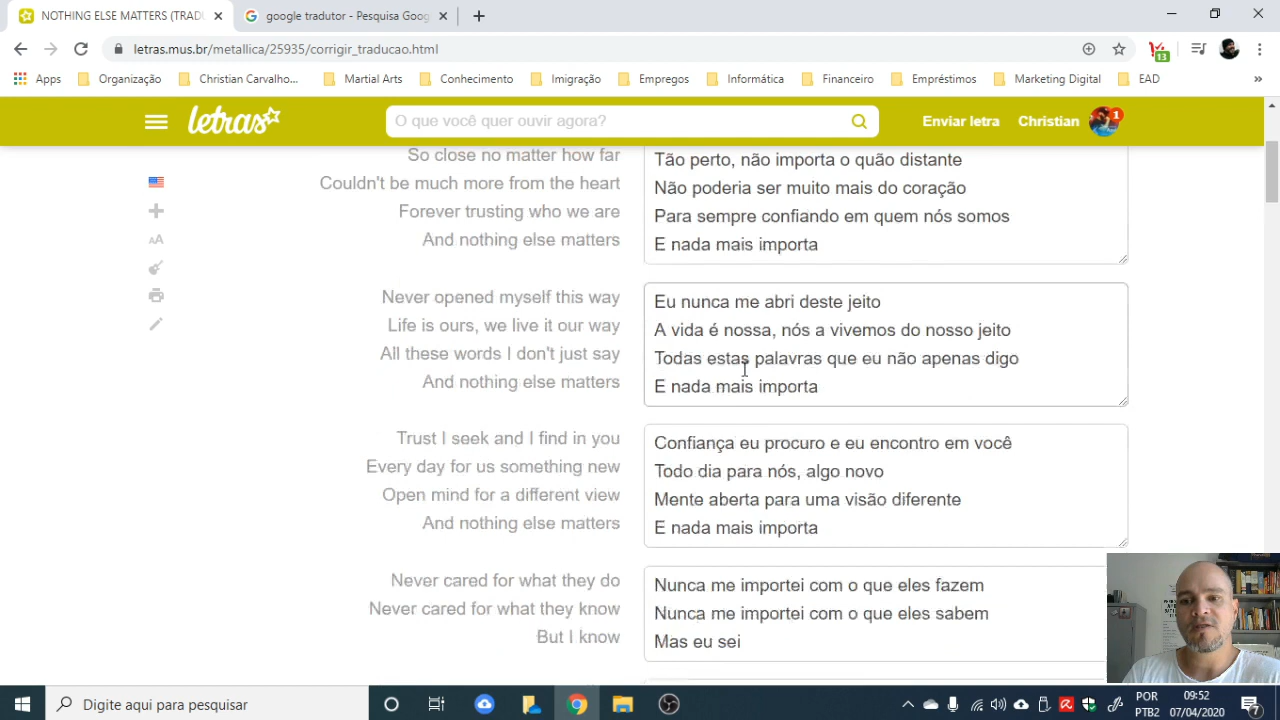 NOTHING ELSE MATTERS (TRADU
google tradutor - Pesquisa Goog
letras.mus.br/metallica/25935/corrigir_traducao.html
13
Apps
Organização
Christian Carvalho...
Martial Arts
Conhecimento
Imigração
Empregos
Informática
Financeiro
Empréstimos
Marketing Digital
EAD
»
letras
O que você quer ouvir agora?
Enviar letra
Christian
1
So close no matter how far
Couldn't be much more from the heart
Forever trusting who we are
And nothing else matters
Tão perto, não importa o quão distante
Não poderia ser muito mais do coração
Para sempre confiando em quem nós somos
E nada mais importa
AA
Never opened myself this way
Life is ours, we live it our way
All these words I don't just say
And nothing else matters
Eu nunca me abri deste jeito
A vida é nossa, nós a vivemos do nosso jeito
Todas estas palavras que eu não apenas digo
E nada mais importa
Trust I seek and I find in you
Every day for us something new
Open mind for a different view
And nothing else matters
Confiança eu procuro e eu encontro em você
Todo dia para nós, algo novo
Mente aberta para uma visão diferente
E nada mais importa
Never cared for what they do
Never cared for what they know
But I know
Nunca me importei com o que eles fazem
Nunca me importei com o que eles sabem
Mas eu sei
Digite aqui para pesquisar
POR
PTB2
09:52
07/04/2020
7